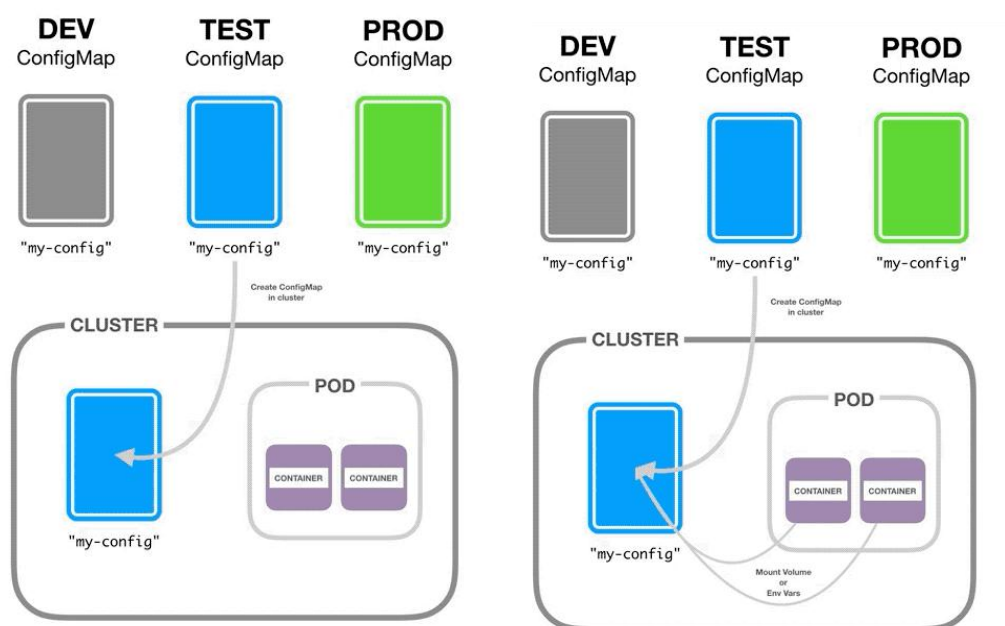 DEV
ConfigMap
TEST
ConfigMap
PROD
ConfigMap
"my-config"
"my-config"
"my-config"
Create ConfigMap
in cluster
CLUSTER
POD
CONTAINER
CONTAINER
"my-config"
DEV
ConfigMap
TEST
ConfigMap
PROD
ConfigMap
"my-config"
"my-config"
"my-config"
Create ConfigMap
in cluster
CLUSTER
POD
CONTAINER
CONTAINER
"my-config"
Mount Volume
or
Env Vars